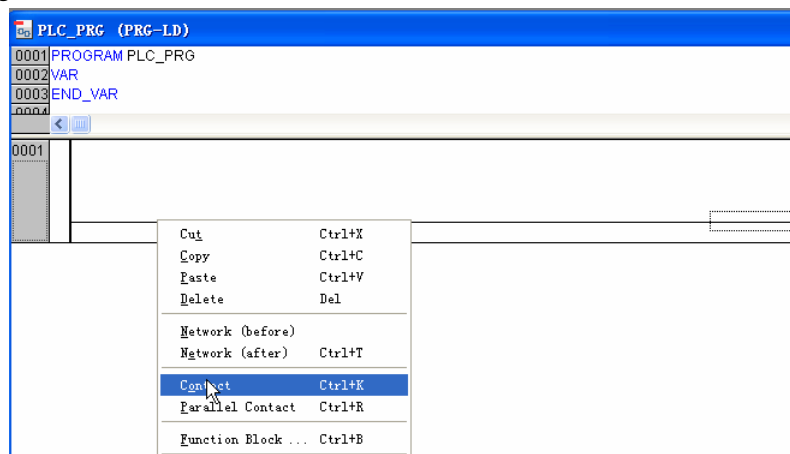 PLC_PRG (PRG-LD)
0001 PROGRAM PLC_PRG
0002 VAR
0003 END_VAR
0004
0001
Cut Ctrl+X
Copy Ctrl+C
Paste Ctrl+V
Delete Del
Network (before)
Network (after) Ctrl+T
Contact Ctrl+K
Parallel Contact Ctrl+R
Function Block ... Ctrl+B